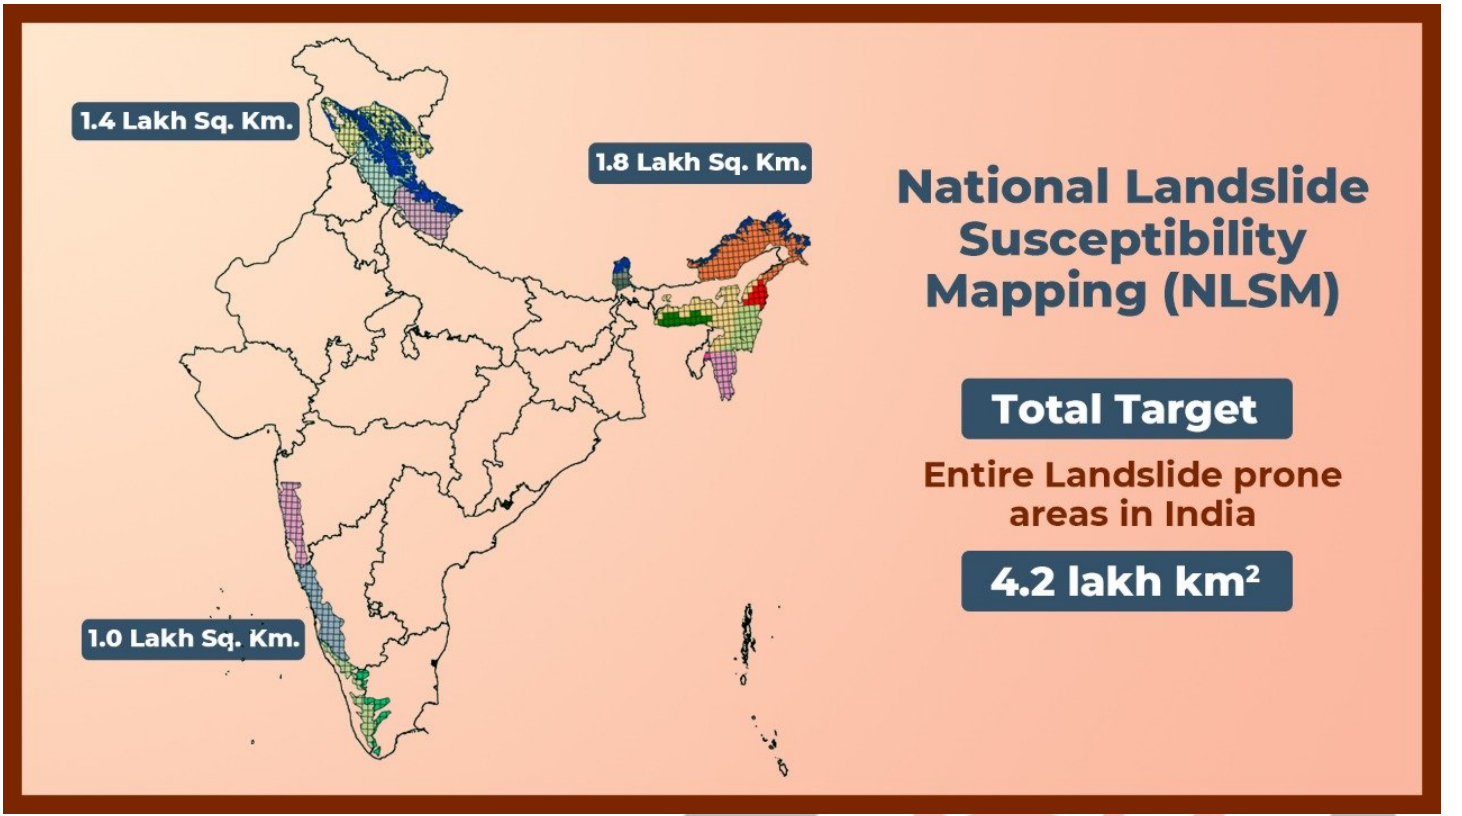 1.4 Lakh Sq. Km.
1.8 Lakh Sq. Km.
1.0 Lakh Sq. Km.
National Landslide
Susceptibility
Mapping (NLSM)
Total Target
Entire Landslide prone
areas in India
4.2 lakh km²